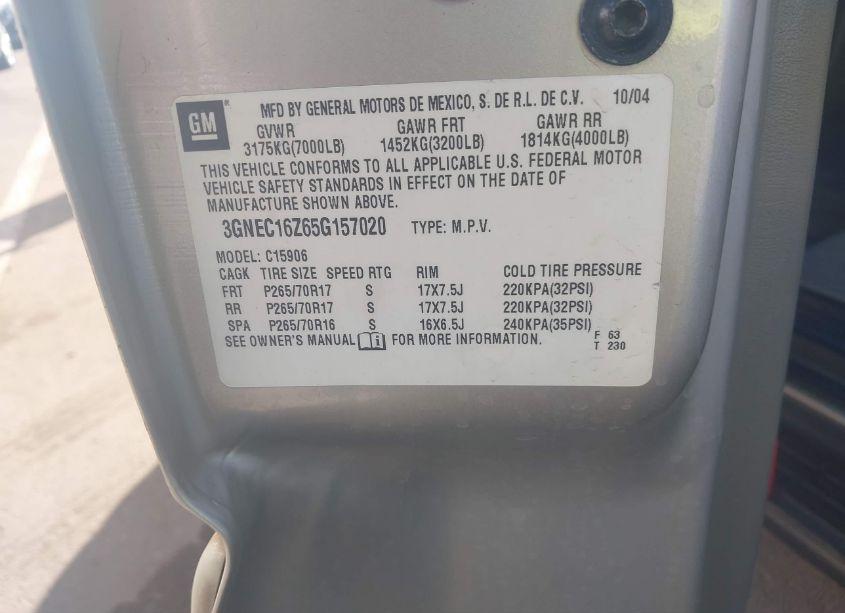 GM
MFD BY GENERAL MOTORS DE MEXICO, S. DE R.L. DE C.V. 10/04
GVWR GAWR FRT GAWR RR
3175KG(7000LB) 1452KG(3200LB) 1814KG(4000LB)
THIS VEHICLE CONFORMS TO ALL APPLICABLE U.S. FEDERAL MOTOR
VEHICLE SAFETY STANDARDS IN EFFECT ON THE DATE OF
MANUFACTURE SHOWN ABOVE.
3GNEC16Z65G157020 TYPE: M.P.V.
MODEL: C15906
CAGK TIRE SIZE SPEED RTG RIM COLD TIRE PRESSURE
FRT P265/70R17 S 17X7.5J 220KPA(32PSI)
RR P265/70R17 S 17X7.5J 220KPA(32PSI)
SPA P265/70R16 S 16X6.5J 240KPA(35PSI)
SEE OWNER'S MANUAL FOR MORE INFORMATION. F 63
T 230